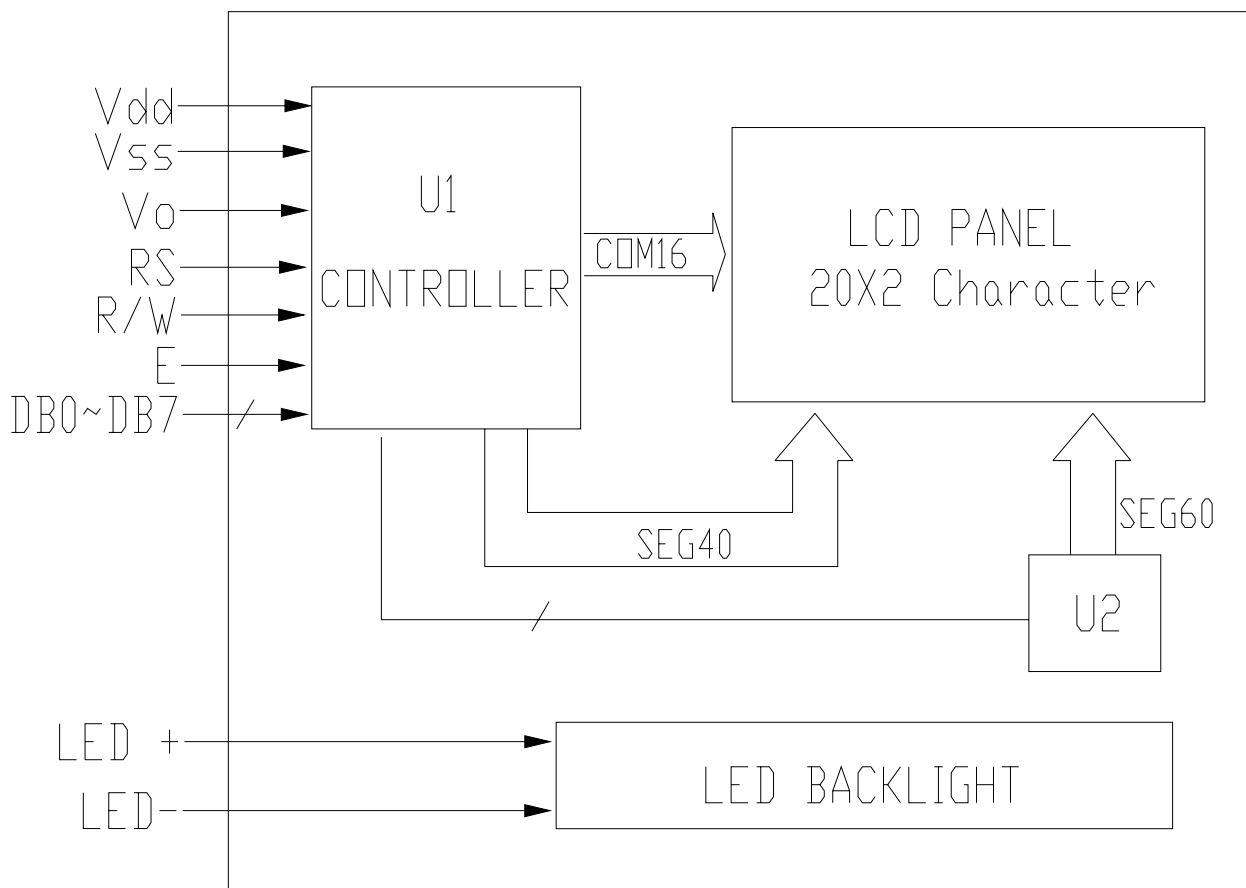 Vdd
Vss
Vo
RS
R/W
E
DB0~DB7
U1
CONTROLLER
COM16
LCD PANEL
20X2 Character
SEG40
SEG60
U2
LED +
LED-
LED BACKLIGHT